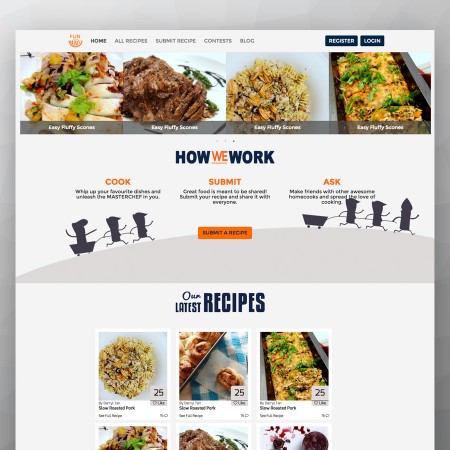 FUN
HOME ALL RECIPES SUBMIT RECIPE CONTESTS BLOG REGISTER LOGIN
Easy Fluffy Scones Easy Fluffy Scones Easy Fluffy Scones Easy Fluffy Scones
HOW WE WORK
COOK
Whip up your favourite dishes and
unleash the MASTERCHEF in you.
SUBMIT
Great food is meant to be shared!
Submit your recipe and share it with
everyone.
ASK
Make friends with other awesome
homecooks and spread the love of
cooking.
SUBMIT A RECIPE
Our
LATEST RECIPES
25
By Darryl Tan Like
Slow Roasted Pork
See Full Recipe 15
25
By Darryl Tan Like
Slow Roasted Pork
See Full Recipe 15
25
By Darryl Tan Like
Slow Roasted Pork
See Full Recipe 15